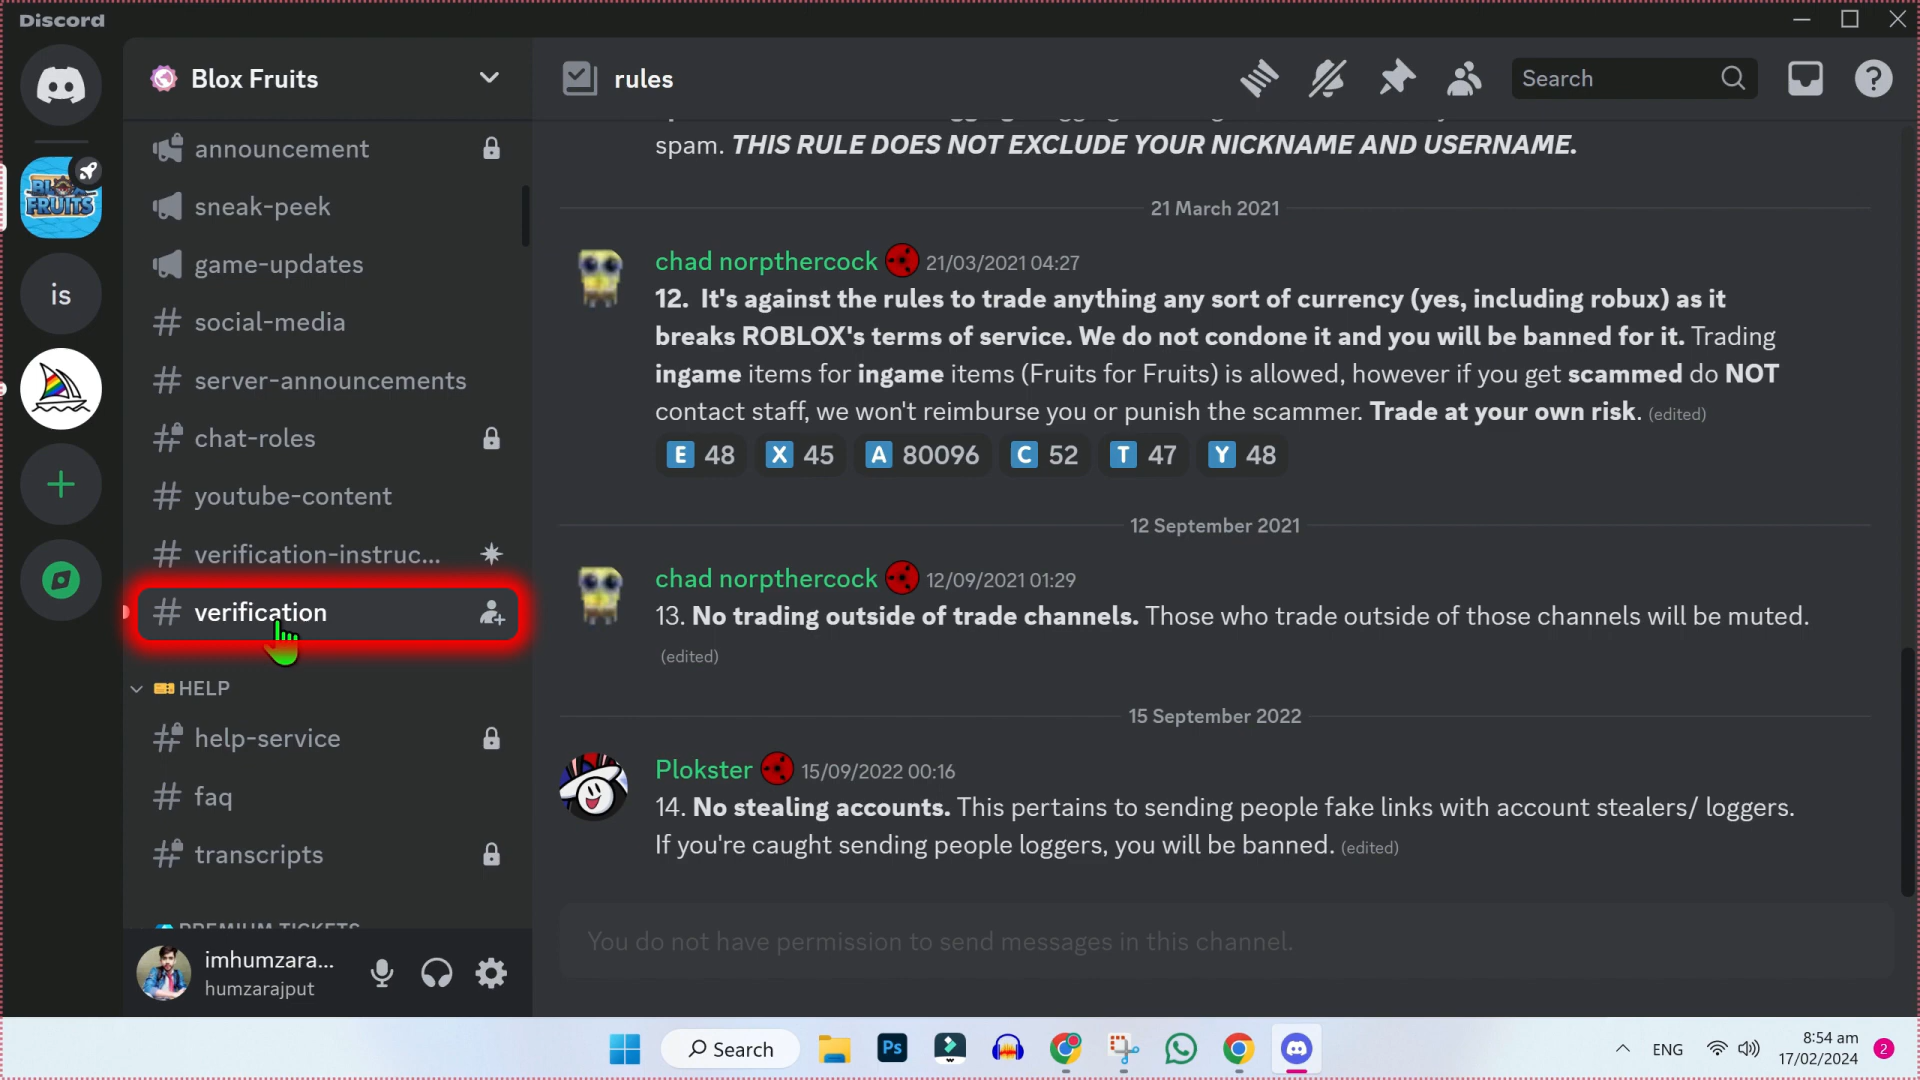 Discord
Blox Fruits
rules
Search
BLOX
FRUITS
is
announcement
sneak-peek
game-updates
social-media
server-announcements
chat-roles
youtube-content
verification-instruc...
verification
HELP
help-service
faq
transcripts
PREMIUM TICKETS
imhumzara...
humzarajput
spam. THIS RULE DOES NOT EXCLUDE YOUR NICKNAME AND USERNAME.
21 March 2021
chad norpthercock 21/03/2021 04:27
12. It's against the rules to trade anything any sort of currency (yes, including robux) as it
breaks ROBLOX's terms of service. We do not condone it and you will be banned for it. Trading
ingame items for ingame items (Fruits for Fruits) is allowed, however if you get scammed do NOT
contact staff, we won't reimburse you or punish the scammer. Trade at your own risk. (edited)
E 48 X 45 A 80096 C 52 T 47 Y 48
12 September 2021
chad norpthercock 12/09/2021 01:29
13. No trading outside of trade channels. Those who trade outside of those channels will be muted.
(edited)
15 September 2022
Plokster 15/09/2022 00:16
14. No stealing accounts. This pertains to sending people fake links with account stealers/ loggers.
If you're caught sending people loggers, you will be banned. (edited)
You do not have permission to send messages in this channel.
Search
Ps
ENG
8:54 am
17/02/2024
2